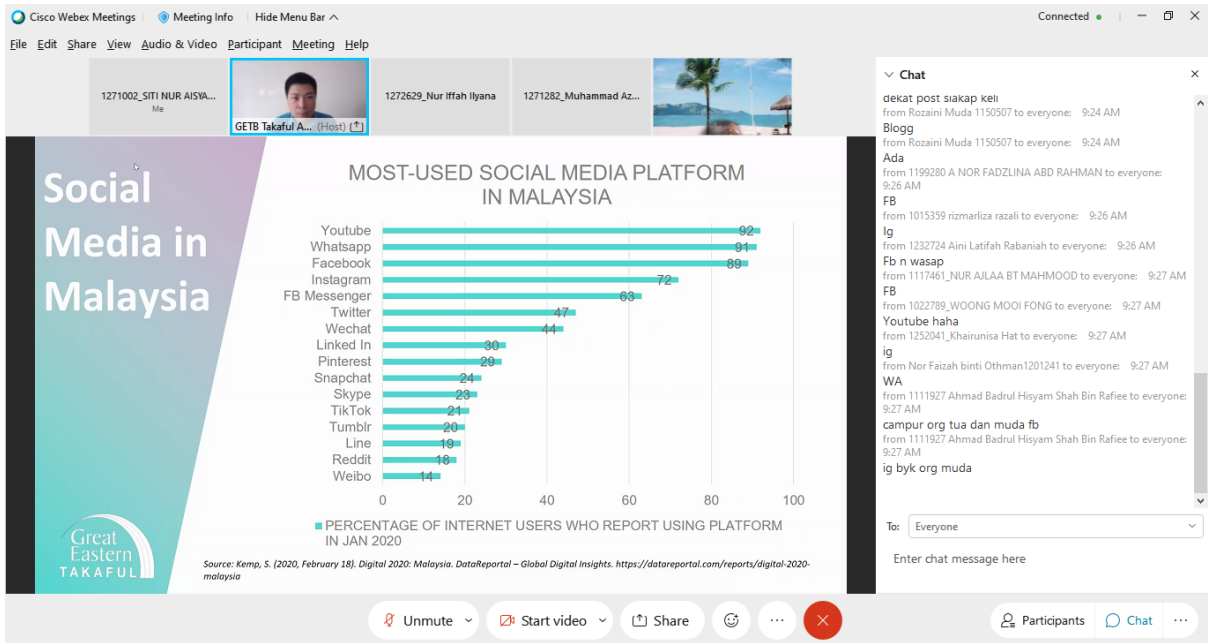 Cisco Webex Meetings
Meeting Info
Hide Menu Bar
Connected
File Edit Share View Audio & Video Participant Meeting Help
1271002_SITI NUR AISYA...
Me
GETB Takaful A... (Host)
1272629_Nur Iffah Ilyana
1271282_Muhammad Az...
Social
Media in
Malaysia
Great
Eastern
TAKAFUL
MOST-USED SOCIAL MEDIA PLATFORM
IN MALAYSIA
Youtube 92
Whatsapp 91
Facebook 89
Instagram 72
FB Messenger 63
Twitter 47
Wechat 44
Linked In 30
Pinterest 29
Snapchat 24
Skype 23
TikTok 21
Tumblr 20
Line 19
Reddit 18
Weibo 14
0 20 40 60 80 100
PERCENTAGE OF INTERNET USERS WHO REPORT USING PLATFORM
IN JAN 2020
Source: Kemp, S. (2020, February 18). Digital 2020: Malaysia. DataReportal – Global Digital Insights. https://datareportal.com/reports/digital-2020-
malaysia
Chat
dekat post siakap keli
from Rozaini Muda 1150507 to everyone: 9:24 AM
Blogg
from Rozaini Muda 1150507 to everyone: 9:24 AM
Ada
from 1199280 A NOR FADZLINA ABD RAHMAN to everyone:
9:26 AM
FB
from 1015359 rizmarliza razali to everyone: 9:26 AM
Ig
from 1232724 Aini Latifah Rabaniah to everyone: 9:26 AM
Fb n wasap
from 1117461_NUR AJLAA BT MAHMOOD to everyone: 9:27 AM
FB
from 1022789_WOONG MOOI FONG to everyone: 9:27 AM
Youtube haha
from 1252041_Khairunisa Hat to everyone: 9:27 AM
ig
from Nor Faizah binti Othman1201241 to everyone: 9:27 AM
WA
from 1111927 Ahmad Badrul Hisyam Shah Bin Rafiee to everyone:
9:27 AM
campur org tua dan muda fb
from 1111927 Ahmad Badrul Hisyam Shah Bin Rafiee to everyone:
9:27 AM
ig byk org muda
To: Everyone
Enter chat message here
Unmute
Start video
Share
Participants
Chat